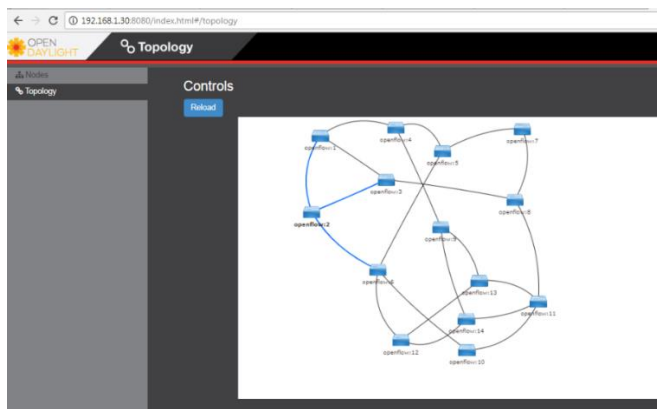 192.168.1.30:8080/index.html#/topology
OPEN
DAYLIGHT
Topology
Nodes
Topology
Controls
Reload
openflow:1
openflow:4
openflow:5
openflow:7
openflow:3
openflow:8
openflow:2
openflow:9
openflow:6
openflow:13
openflow:11
openflow:14
openflow:12
openflow:10